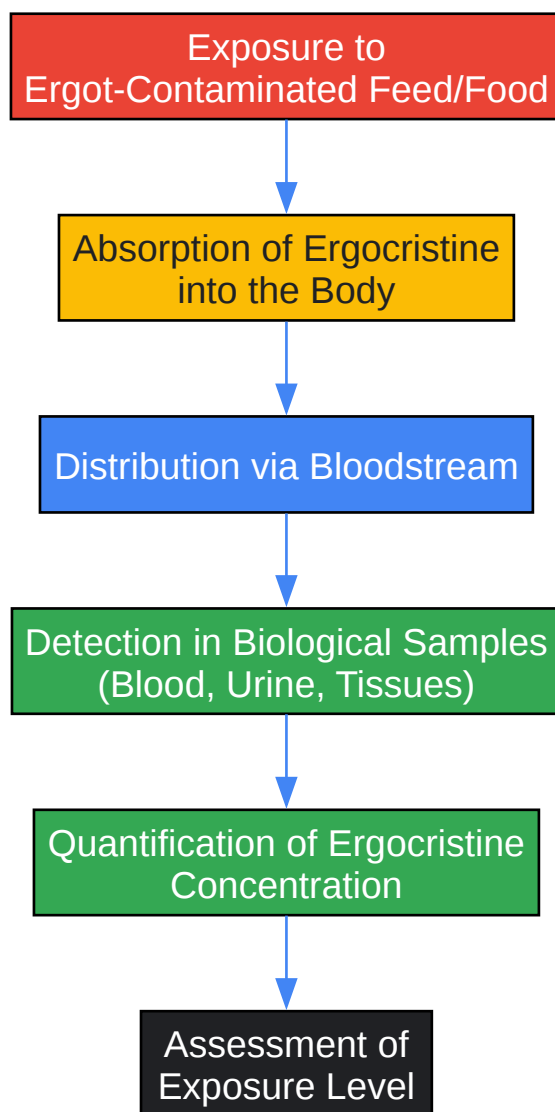 Exposure to
Ergot-Contaminated Feed/Food
Absorption of Ergocristine
into the Body
Distribution via Bloodstream
Detection in Biological Samples
(Blood, Urine, Tissues)
Quantification of Ergocristine
Concentration
Assessment of
Exposure Level